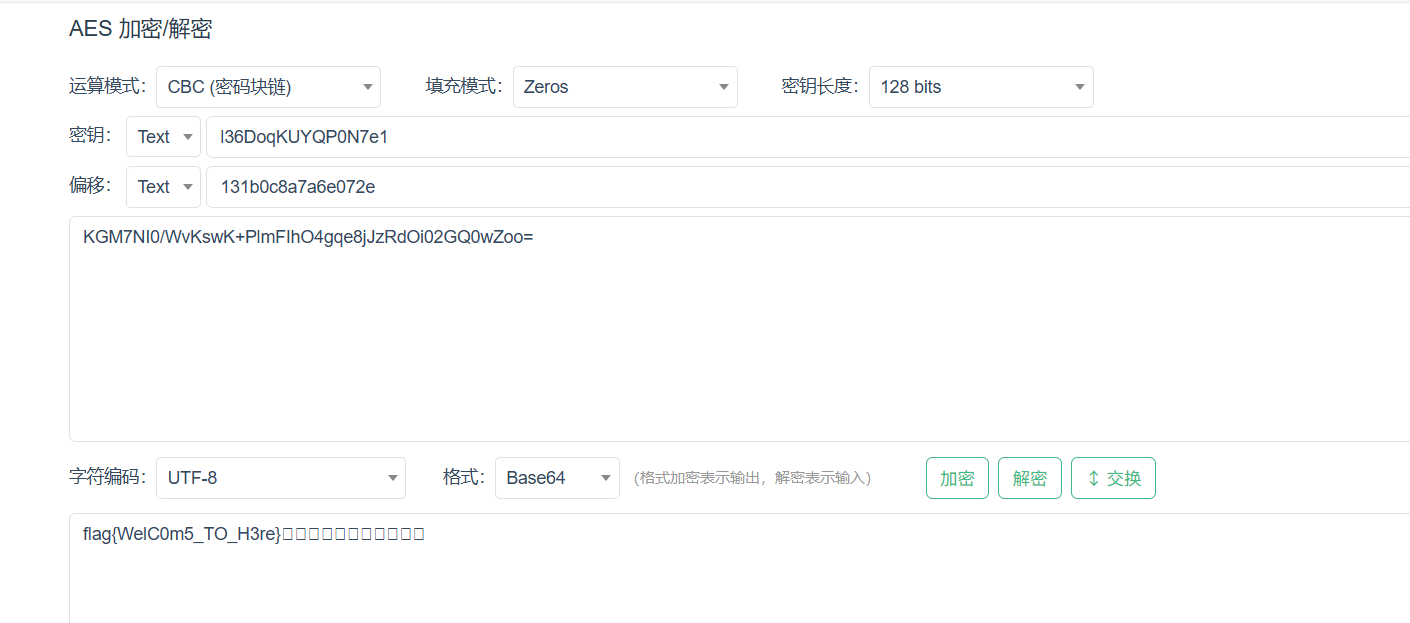 AES 加密/解密
运算模式: CBC (密码块链) 填充模式: Zeros 密钥长度: 128 bits
密钥: Text l36DoqKUYQP0N7e1
偏移: Text 131b0c8a7a6e072e
KGM7NI0/WvKswK+PlmFIhO4gqe8jJzRdOi02GQ0wZoo=
字符编码: UTF-8 格式: Base64 (格式加密表示输出，解密表示输入) 加密 解密 ↕ 交换
flag{WelC0m5_TO_H3re}□□□□□□□□□□□